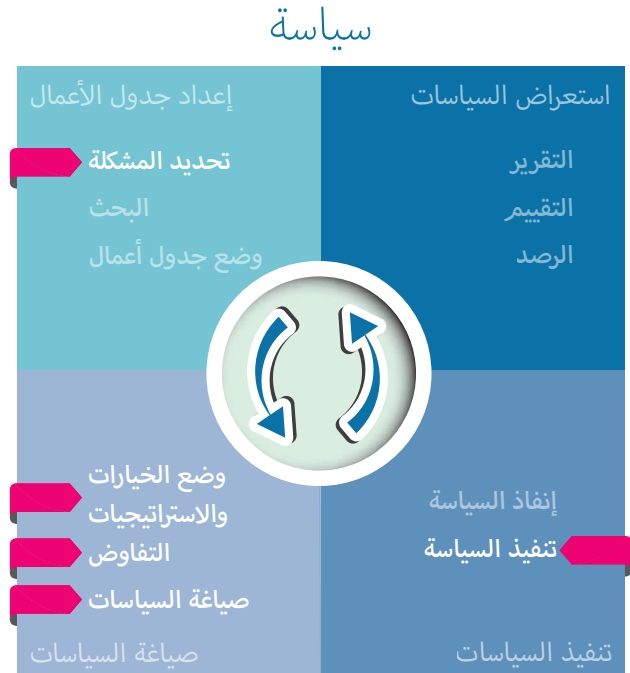 سياسة
استعراض السياسات
التقرير
التقييم
الرصد
إعداد جدول الأعمال
تحديد المشكلة
البحث
وضع جدول أعمال
إنفاذ السياسة
تنفيذ السياسة
تنفيذ السياسات
وضع الخيارات
والاستراتيجيات
التفاوض
صياغة السياسات
صياغة السياسات